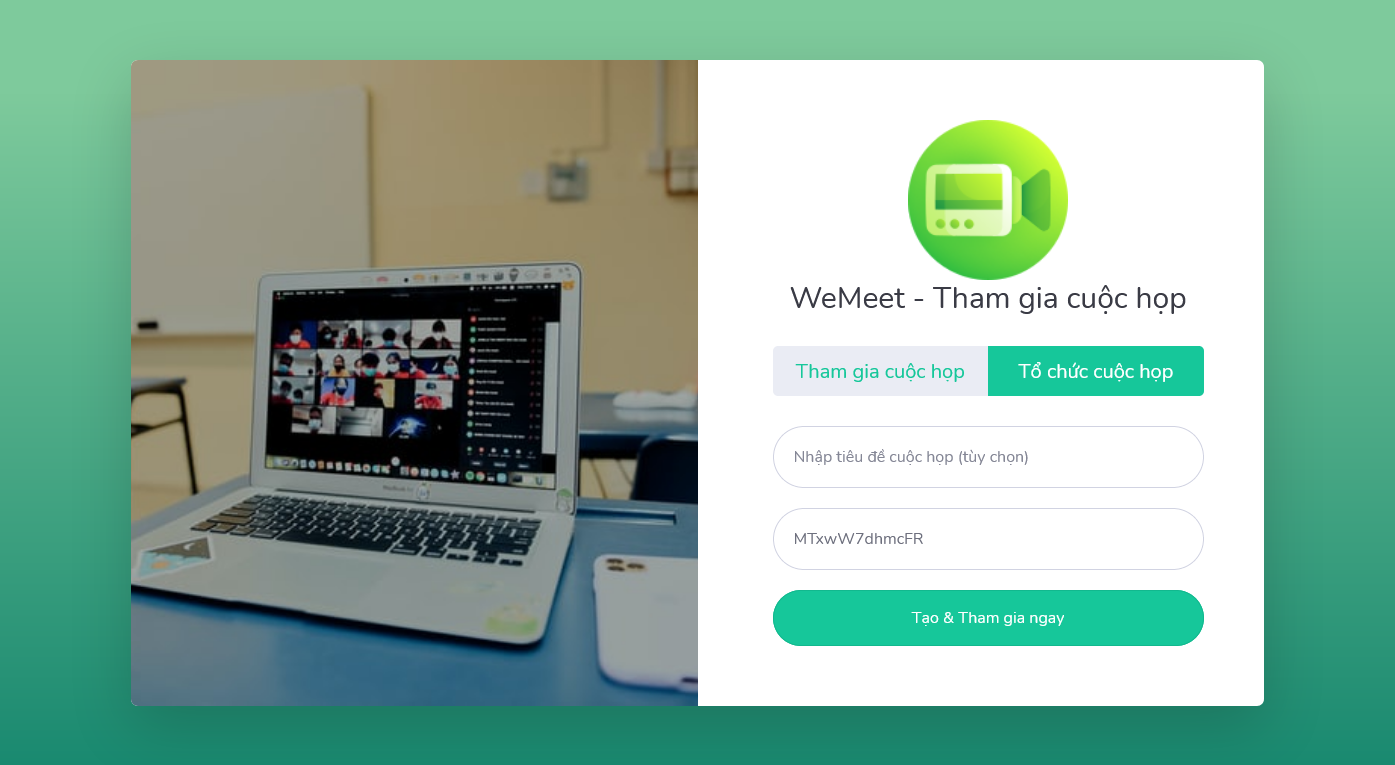 WeMeet - Tham gia cuộc họp
Tham gia cuộc họp
Tổ chức cuộc họp
Nhập tiêu đề cuộc họp (tùy chọn)
MTxwW7dhmcFR
Tạo & Tham gia ngay